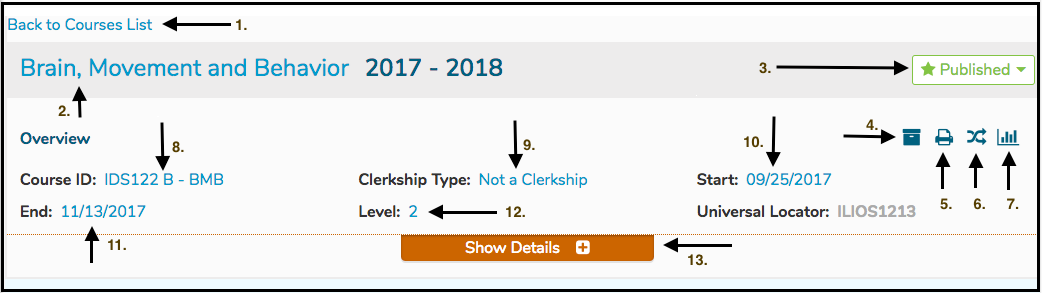 Back to Courses List 1.
Brain, Movement and Behavior 2017 - 2018 3. Published
2.
Overview 8. 9. 10. 4.
Course ID: IDS122 B - BMB Clerkship Type: Not a Clerkship Start: 09/25/2017
5. 6. 7.
End: 11/13/2017 Level: 2 12. Universal Locator: ILIOS1213
11. Show Details 13.